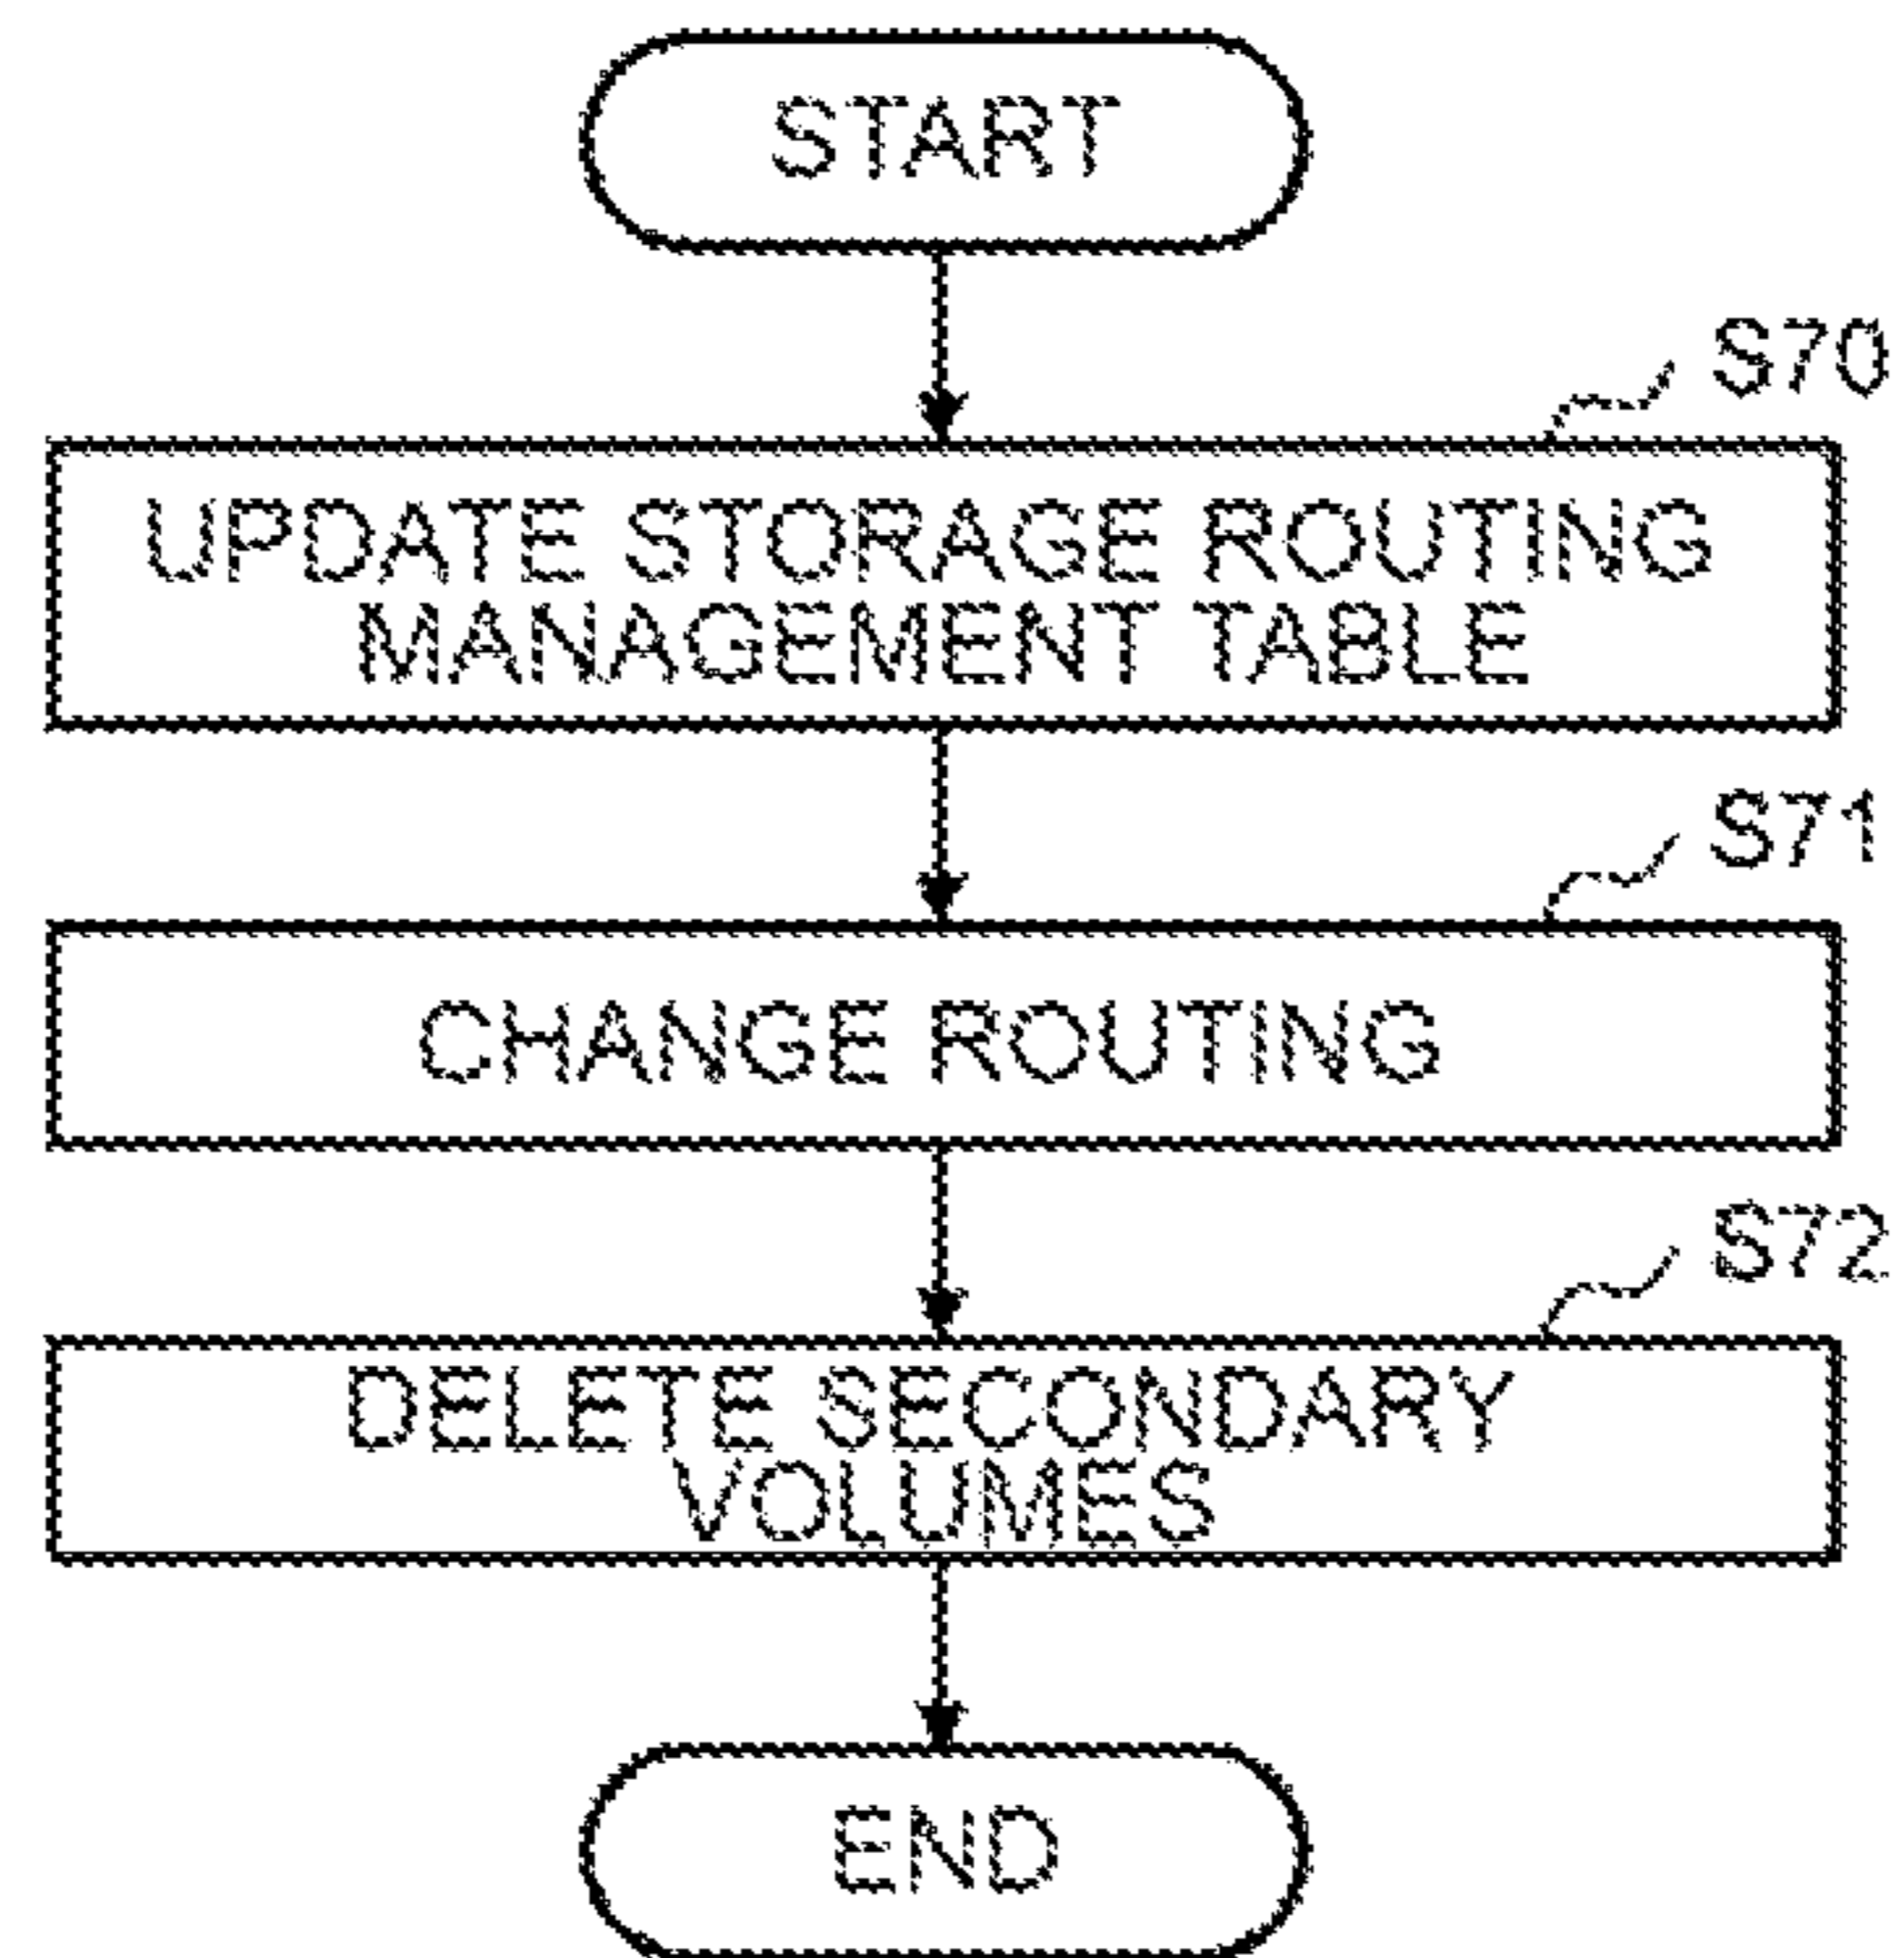 START
S70
UPDATE STORAGE ROUTING
MANAGEMENT TABLE
S71
CHANGE ROUTING
S72
DELETE SECONDARY
VOLUMES
END